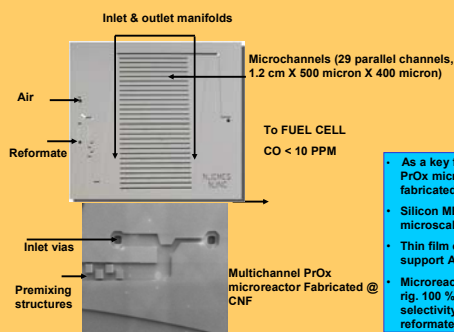 Inlet & outlet manifolds
Microchannels (29 parallel channels,
1.2 cm X 500 micron X 400 micron)
Air
Reformate
To FUEL CELL
CO < 10 PPM
Inlet vias
Premixing
structures
Multichannel PrOx
microreactor Fabricated @
CNF
• As a key
PrOx micr
fabricated
• Silicon M
microscal
• Thin film
support A
• Microreac
rig. 100 %
selectivity
reformate